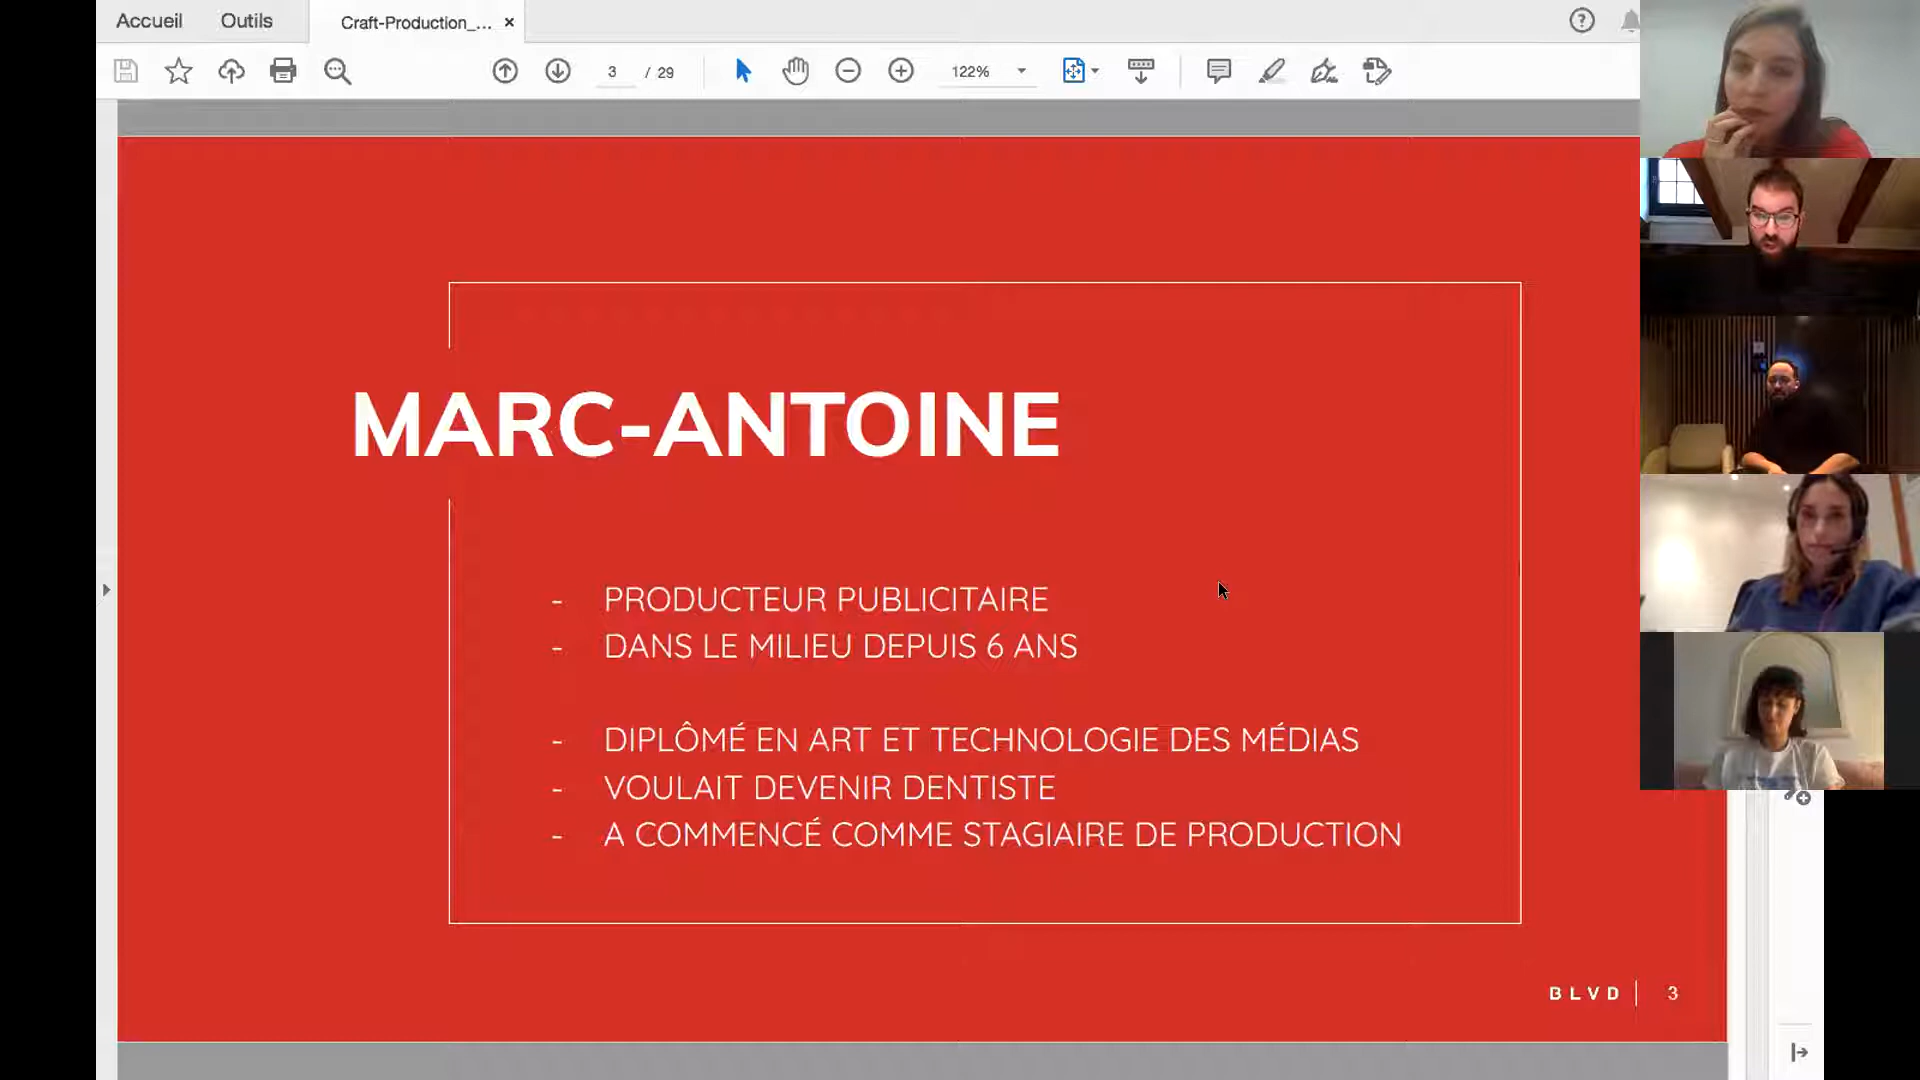 Accueil
Outils
Craft-Production_...
3 / 29
122%
MARC-ANTOINE
- PRODUCTEUR PUBLICITAIRE
- DANS LE MILIEU DEPUIS 6 ANS
- DIPLÔMÉ EN ART ET TECHNOLOGIE DES MÉDIAS
- VOULAIT DEVENIR DENTISTE
- A COMMENCÉ COMME STAGIAIRE DE PRODUCTION
BLVD | 3